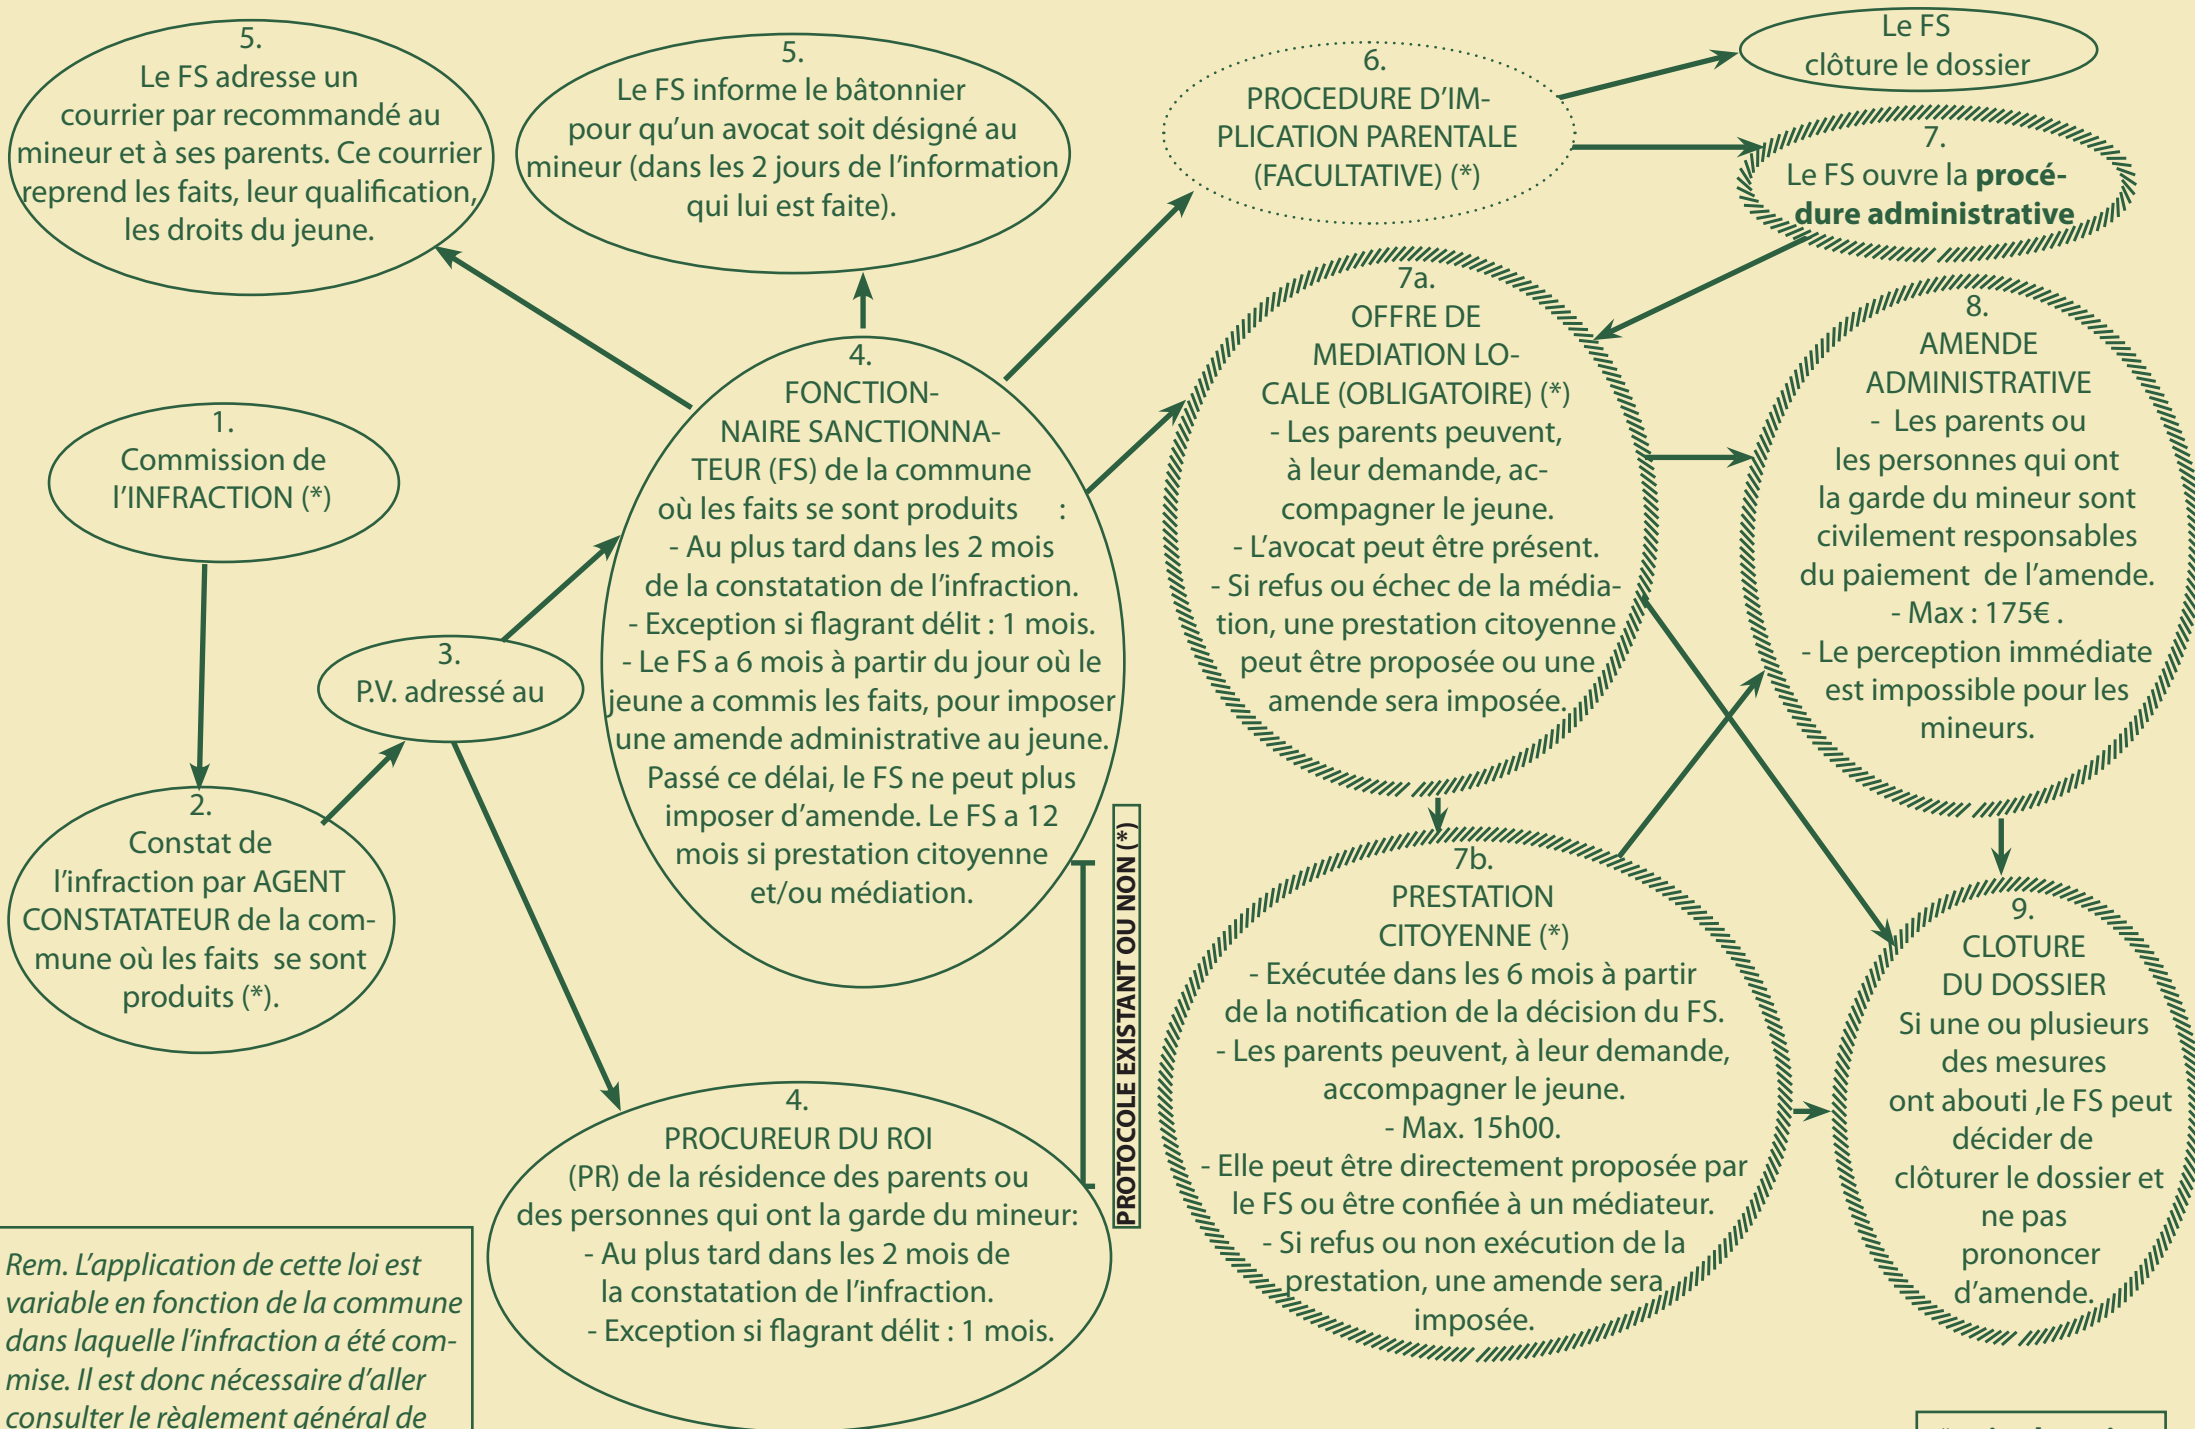 5.
Le FS adresse un
courrier par recommandé au
mineur et à ses parents. Ce courrier
reprend les faits, leur qualification,
les droits du jeune.
5.
Le FS informe le bâtonnier
pour qu'un avocat soit désigné au
mineur (dans les 2 jours de l'information
qui lui est faite).
6.
PROCEDURE D'IM-
PLICATION PARENTALE
(FACULTATIVE) (*)
Le FS
clôture le dossier
7.
Le FS ouvre la procé-
dure administrative
1.
Commission de
l'INFRACTION (*)
2.
Constat de
l'infraction par AGENT
CONSTATATEUR de la com-
mune où les faits se sont
produits (*).
3.
P.V. adressé au
4.
FONCTION-
NAIRE SANCTIONNA-
TEUR (FS) de la commune
où les faits se sont produits :
- Au plus tard dans les 2 mois
de la constatation de l'infraction.
- Exception si flagrant délit : 1 mois.
- Le FS a 6 mois à partir du jour où le
jeune a commis les faits, pour imposer
une amende administrative au jeune.
Passé ce délai, le FS ne peut plus
imposer d'amende. Le FS a 12
mois si prestation citoyenne
et/ou médiation.
4.
PROCUREUR DU ROI
(PR) de la résidence des parents ou
des personnes qui ont la garde du mineur:
- Au plus tard dans les 2 mois de
la constatation de l'infraction.
- Exception si flagrant délit : 1 mois.
PROTOCOLE EXISTANT OU NON (*)
7a.
OFFRE DE
MEDIATION LO-
CALE (OBLIGATOIRE) (*)
- Les parents peuvent,
à leur demande, ac-
compagner le jeune.
- L'avocat peut être présent.
- Si refus ou échec de la média-
tion, une prestation citoyenne
peut être proposée ou une
amende sera imposée.
7b.
PRESTATION
CITOYENNE (*)
- Exécutée dans les 6 mois à partir
de la notification de la décision du FS.
- Les parents peuvent, à leur demande,
accompagner le jeune.
- Max. 15h00.
- Elle peut être directement proposée par
le FS ou être confiée à un médiateur.
- Si refus ou non exécution de la
prestation, une amende sera
imposée.
8.
AMENDE
ADMINISTRATIVE
- Les parents ou
les personnes qui ont
la garde du mineur sont
civilement responsables
du paiement de l'amende.
- Max : 175€ .
- Le perception immédiate
est impossible pour les
mineurs.
9.
CLOTURE
DU DOSSIER
Si une ou plusieurs
des mesures
ont abouti ,le FS peut
décider de
clôturer le dossier et
ne pas
prononcer
d'amende.
Rem. L'application de cette loi est
variable en fonction de la commune
dans laquelle l'infraction a été com-
mise. Il est donc nécessaire d'aller
consulter le règlement général de